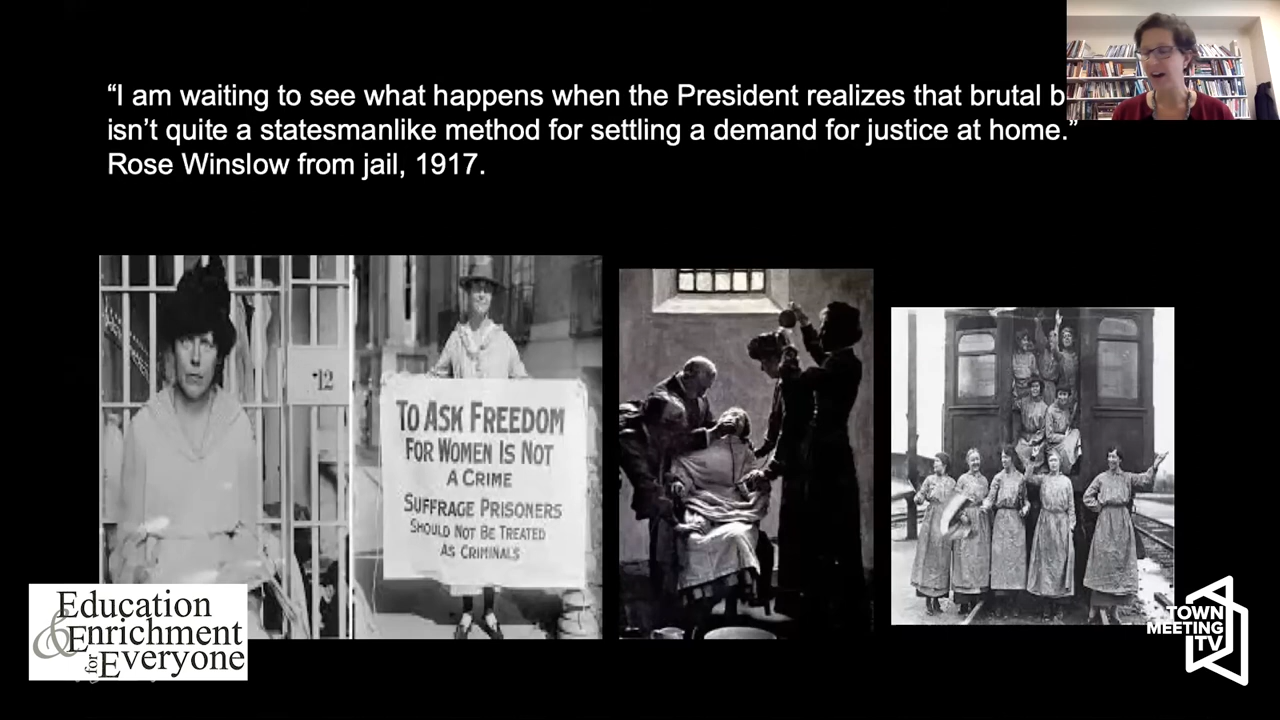 “I am waiting to see what happens when the President realizes that brutal
isn’t quite a statesmanlike method for settling a demand for justice at home.”
Rose Winslow from jail, 1917.
12
TO ASK FREEDOM
FOR WOMEN IS NOT
A CRIME
SUFFRAGE PRISONERS
SHOULD NOT BE TREATED
AS CRIMINALS
Education
& Enrichment
for Everyone
TOWN
MEETING
TV